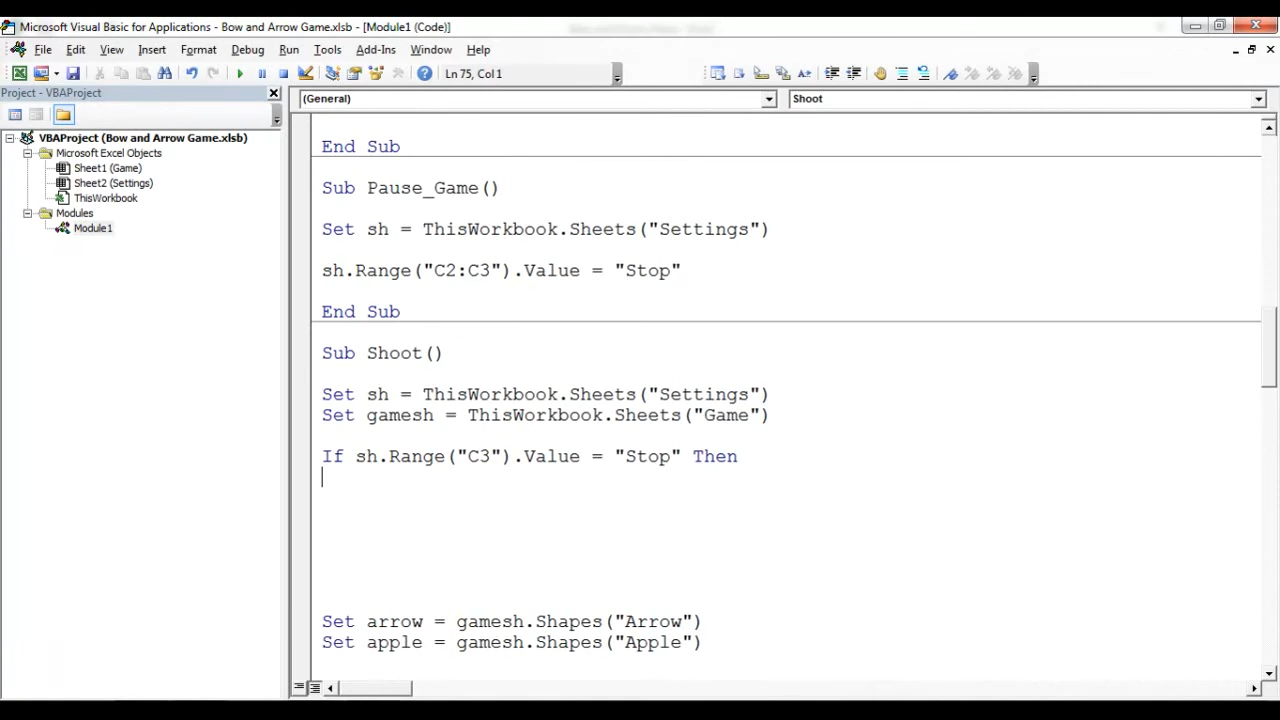 Microsoft Visual Basic for Applications - Bow and Arrow Game.xlsb - [Module1 (Code)]
File Edit View Insert Format Debug Run Tools Add-Ins Window Help
Ln 75, Col 1
Project - VBAProject
(General)
Shoot
VBAProject (Bow and Arrow Game.xlsb)
Microsoft Excel Objects
Sheet1 (Game)
Sheet2 (Settings)
ThisWorkbook
Modules
Module1
End Sub
Sub Pause_Game()
Set sh = ThisWorkbook.Sheets("Settings")
sh.Range("C2:C3").Value = "Stop"
End Sub
Sub Shoot()
Set sh = ThisWorkbook.Sheets("Settings")
Set gamesh = ThisWorkbook.Sheets("Game")
If sh.Range("C3").Value = "Stop" Then
Set arrow = gamesh.Shapes("Arrow")
Set apple = gamesh.Shapes("Apple")